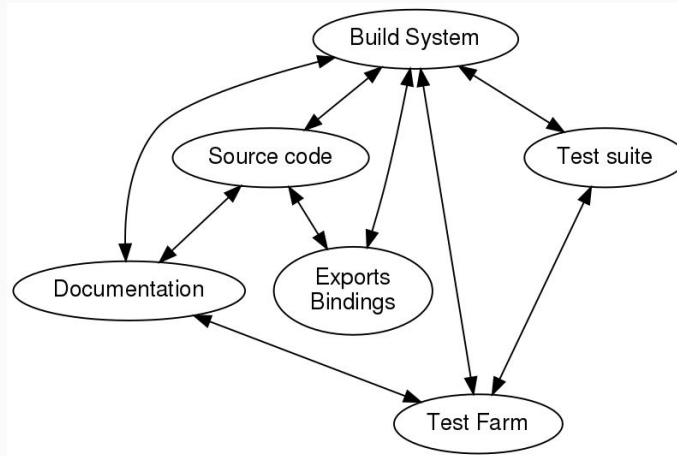 Build System
Source code
Test suite
Documentation
Exports
Bindings
Test Farm